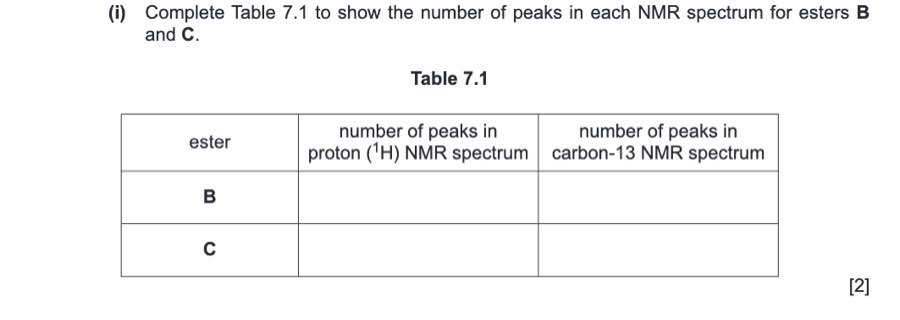 (i) Complete Table 7.1 to show the number of peaks in each NMR spectrum for esters B
and C.
Table 7.1
ester
number of peaks in
proton (¹H) NMR spectrum
number of peaks in
carbon-13 NMR spectrum
B
C
[2]